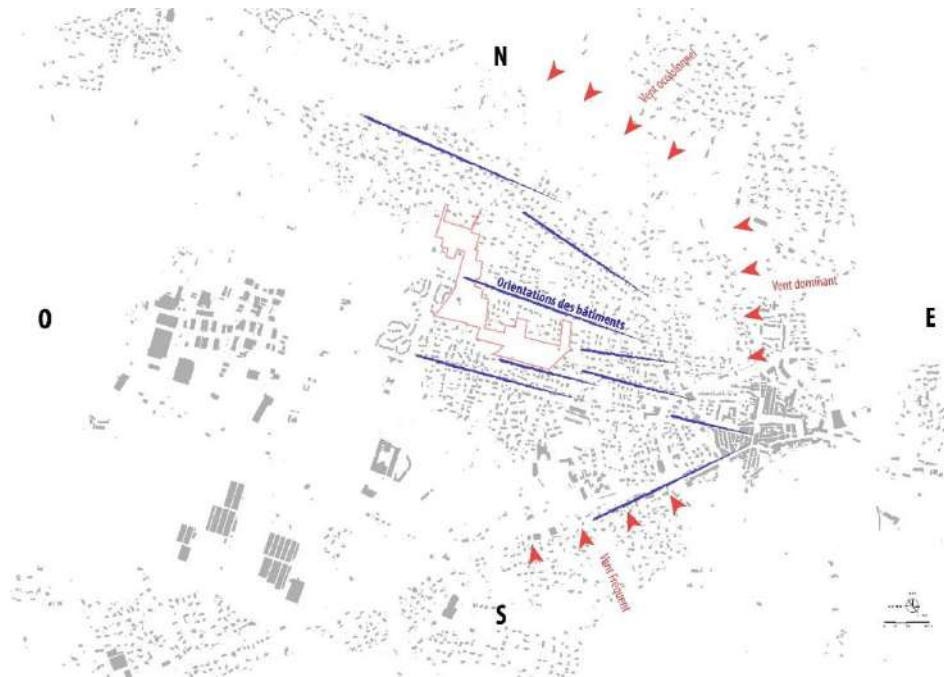 N
Vent occasionnel
Vent dominant
Orientations des bâtiments
O
E
Vent Fréquent
S